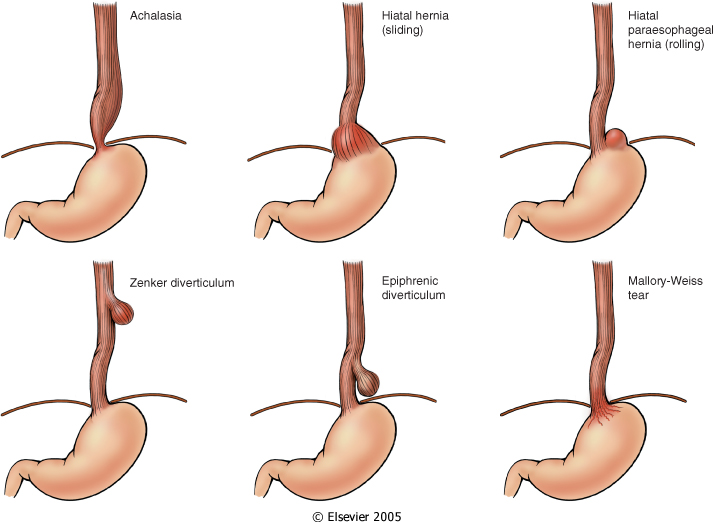 Achalasia
Hiatal hernia
(sliding)
Hiatal
paraesophageal
hernia (rolling)
Zenker diverticulum
Epiphrenic
diverticulum
Mallory-Weiss
tear
© Elsevier 2005